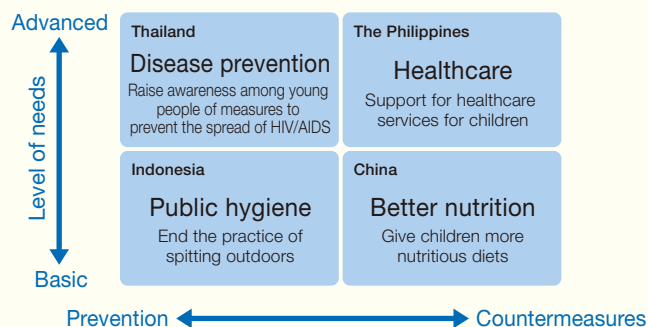 Advanced
Level of needs
Basic
Thailand
Disease prevention
Raise awareness among young
people of measures to
prevent the spread of HIV/AIDS
The Philippines
Healthcare
Support for healthcare
services for children
Indonesia
Public hygiene
End the practice of
spitting outdoors
China
Better nutrition
Give children more
nutritious diets
Prevention
Countermeasures